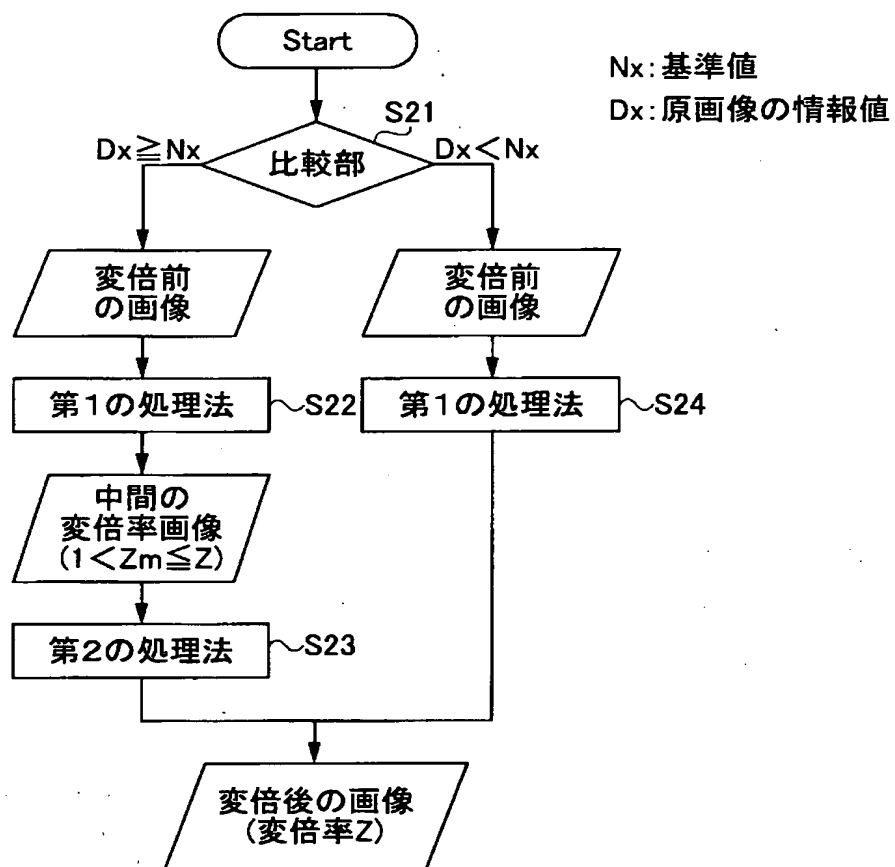 Start
Nx:基準値
Dx:原画像の情報値
S21
Dx≧Nx
比較部
Dx<Nx
変倍前
の画像
変倍前
の画像
第1の処理法
S22
第1の処理法
S24
中間の
変倍率画像
(1<Zm≦Z)
第2の処理法
S23
変倍後の画像
(変倍率Z)